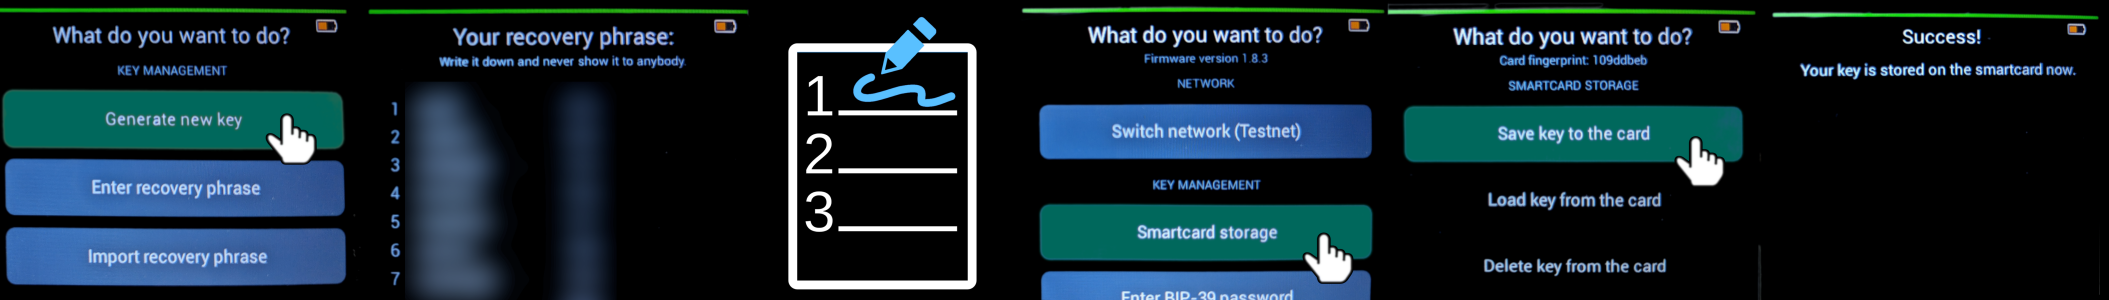 What do you want to do?
KEY MANAGEMENT
Generate new key
Enter recovery phrase
Import recovery phrase
Your recovery phrase:
Write it down and never show it to anybody.
1
2
3
4
5
6
7
1
2
3
What do you want to do?
Firmware version 1.8.3
NETWORK
Switch network (Testnet)
KEY MANAGEMENT
Smartcard storage
Enter BIP-39 password
What do you want to do?
Card fingerprint: 109ddbeb
SMARTCARD STORAGE
Save key to the card
Load key from the card
Delete key from the card
Success!
Your key is stored on the smartcard now.